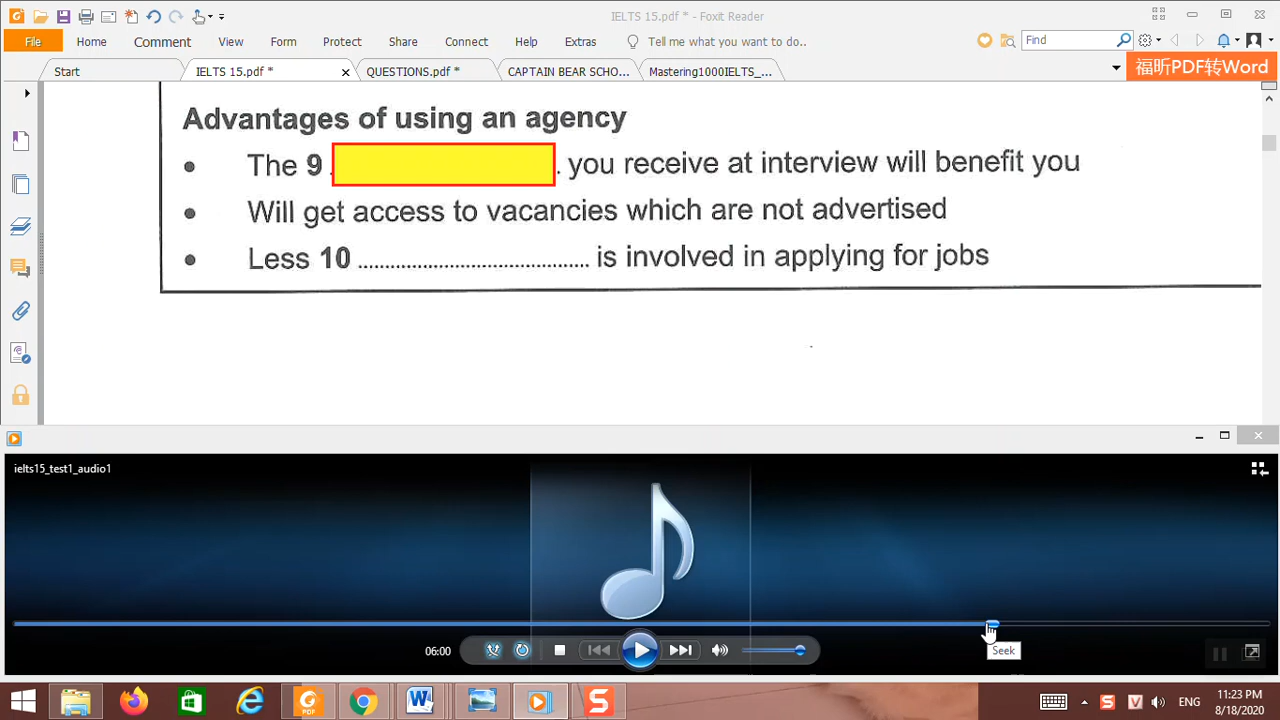 IELTS 15.pdf * - Foxit Reader
File Home Comment View Form Protect Share Connect Help Extras Tell me what you want to do.. Find
Start IELTS 15.pdf * QUESTIONS.pdf * CAPTAIN BEAR SCHO... Mastering1000IELTS_... 福昕PDF转Word
Advantages of using an agency
• The 9 . you receive at interview will benefit you
• Will get access to vacancies which are not advertised
• Less 10 ............................................ is involved in applying for jobs
ielts15_test1_audio1
06:00
Seek
ENG
11:23 PM
8/18/2020